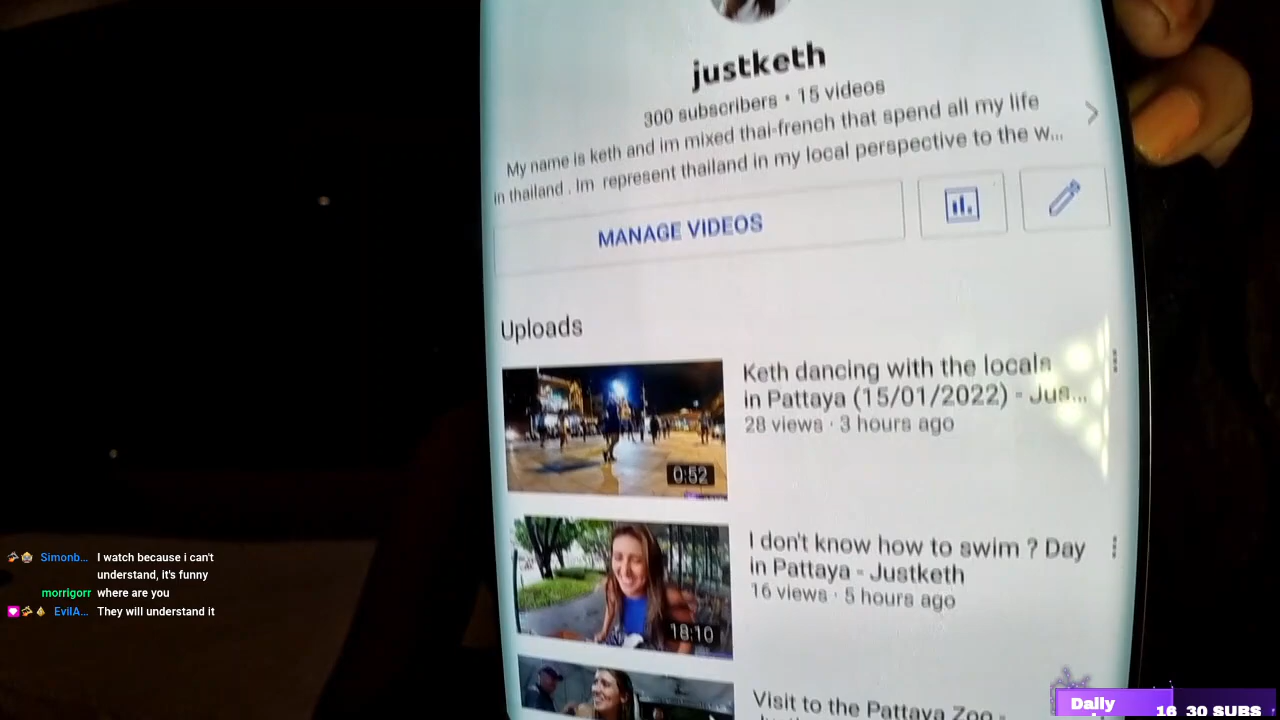 justketh
300 subscribers • 15 videos
My name is keth and im mixed thai-french that spend all my life
in thailand . Im represent thailand in my local perspective to the w...
MANAGE VIDEOS
Uploads
Keth dancing with the locals
in Pattaya (15/01/2022) - Jus...
28 views · 3 hours ago
0:52
I don't know how to swim ? Day
in Pattaya - Justketh
16 views · 5 hours ago
18:10
Visit to the Pattaya Zoo -
Simonb... I watch because i can't
understand, it's funny
morrigorr where are you
EvilA... They will understand it
Daily
16 30 SUBS